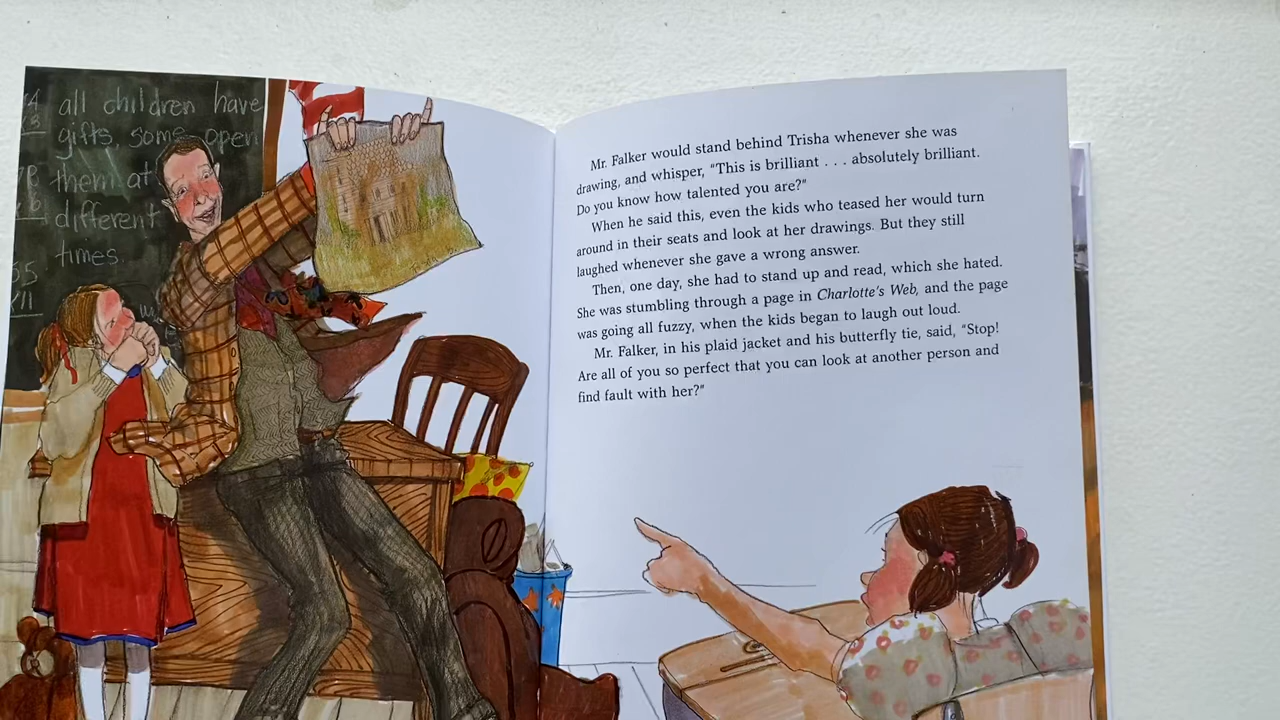 all children have
gifts, some open
them at
different
times.
Mr. Falker would stand behind Trisha whenever she was
drawing, and whisper, “This is brilliant . . . absolutely brilliant.
Do you know how talented you are?”
When he said this, even the kids who teased her would turn
around in their seats and look at her drawings. But they still
laughed whenever she gave a wrong answer.
Then, one day, she had to stand up and read, which she hated.
She was stumbling through a page in Charlotte’s Web, and the page
was going all fuzzy, when the kids began to laugh out loud.
Mr. Falker, in his plaid jacket and his butterfly tie, said, “Stop!
Are all of you so perfect that you can look at another person and
find fault with her?”